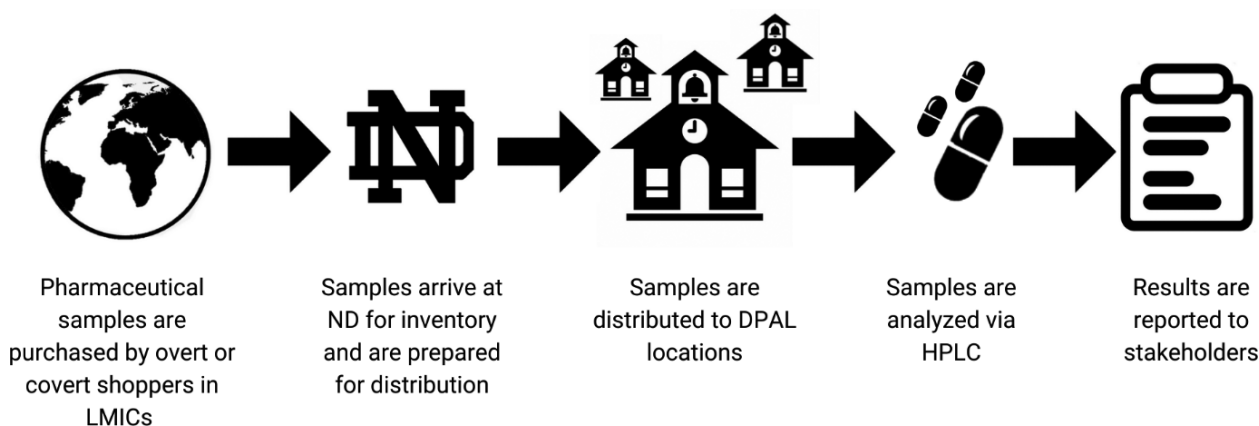 ND
Pharmaceutical
samples are
purchased by overt or
covert shoppers in
LMICs
Samples arrive at
ND for inventory
and are prepared
for distribution
Samples are
distributed to DPAL
locations
Samples are
analyzed via
HPLC
Results are
reported to
stakeholders